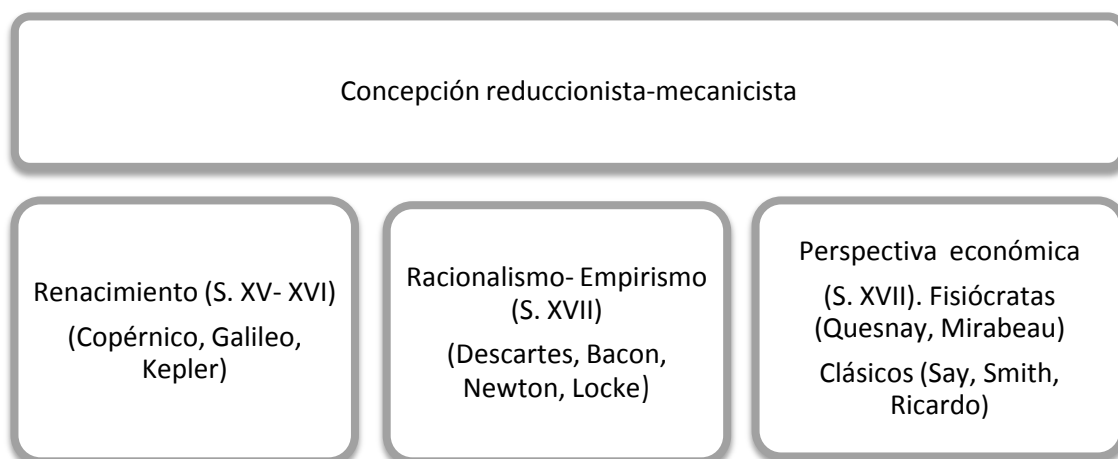 Concepción reduccionista-mecanicista
Renacimiento (S. XV- XVI)
(Copérnico, Galileo,
Kepler)
Racionalismo- Empirismo
(S. XVII)
(Descartes, Bacon,
Newton, Locke)
Perspectiva económica
(S. XVII). Fisiócratas
(Quesnay, Mirabeau)
Clásicos (Say, Smith,
Ricardo)